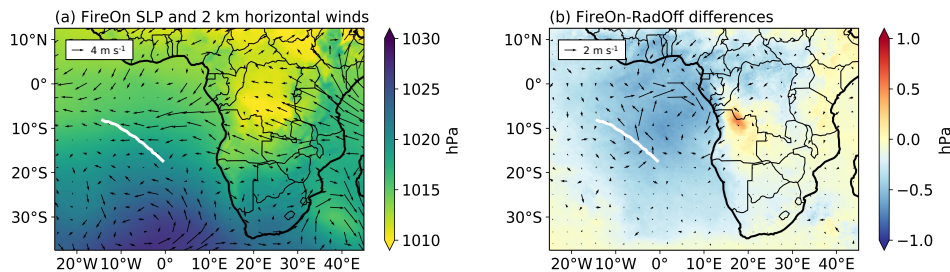 (a) FireOn SLP and 2 km horizontal winds
10°N
0°
10°S
20°S
30°S
20°W 10°W 0° 10°E 20°E 30°E 40°E
4 m s⁻¹
1030
1025
1020
1015
1010
hPa
(b) FireOn-RadOff differences
10°N
0°
10°S
20°S
30°S
20°W 10°W 0° 10°E 20°E 30°E 40°E
2 m s⁻¹
1.0
0.5
0.0
−0.5
−1.0
hPa